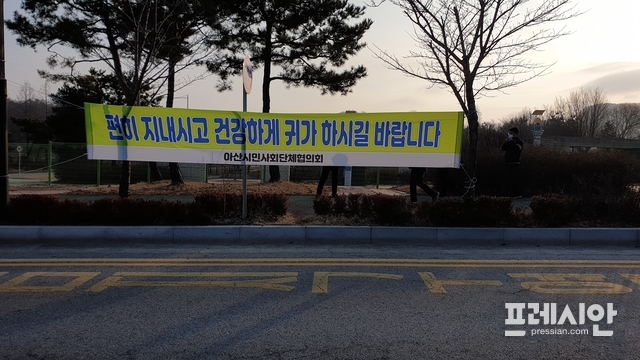 편히 지내시고 건강하게 귀가 하시길 바랍니다
아산시민사회단체협의회
프레시안
pressian.com